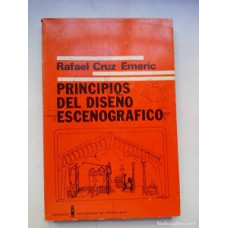 Rafael Cruz Emeric
PRINCIPIOS
DEL DISEÑO
ESCENOGRAFICO